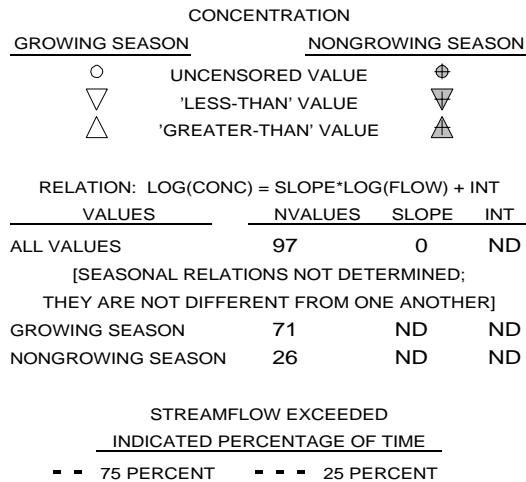 CONCENTRATION
GROWING SEASON NONGROWING SEASON
UNCENSORED VALUE
'LESS-THAN' VALUE
'GREATER-THAN' VALUE
RELATION: LOG(CONC) = SLOPE*LOG(FLOW) + INT
VALUES NVALUES SLOPE INT
ALL VALUES 97 0 ND
[SEASONAL RELATIONS NOT DETERMINED;
THEY ARE NOT DIFFERENT FROM ONE ANOTHER]
GROWING SEASON 71 ND ND
NONGROWING SEASON 26 ND ND
STREAMFLOW EXCEEDED
INDICATED PERCENTAGE OF TIME
75 PERCENT 25 PERCENT